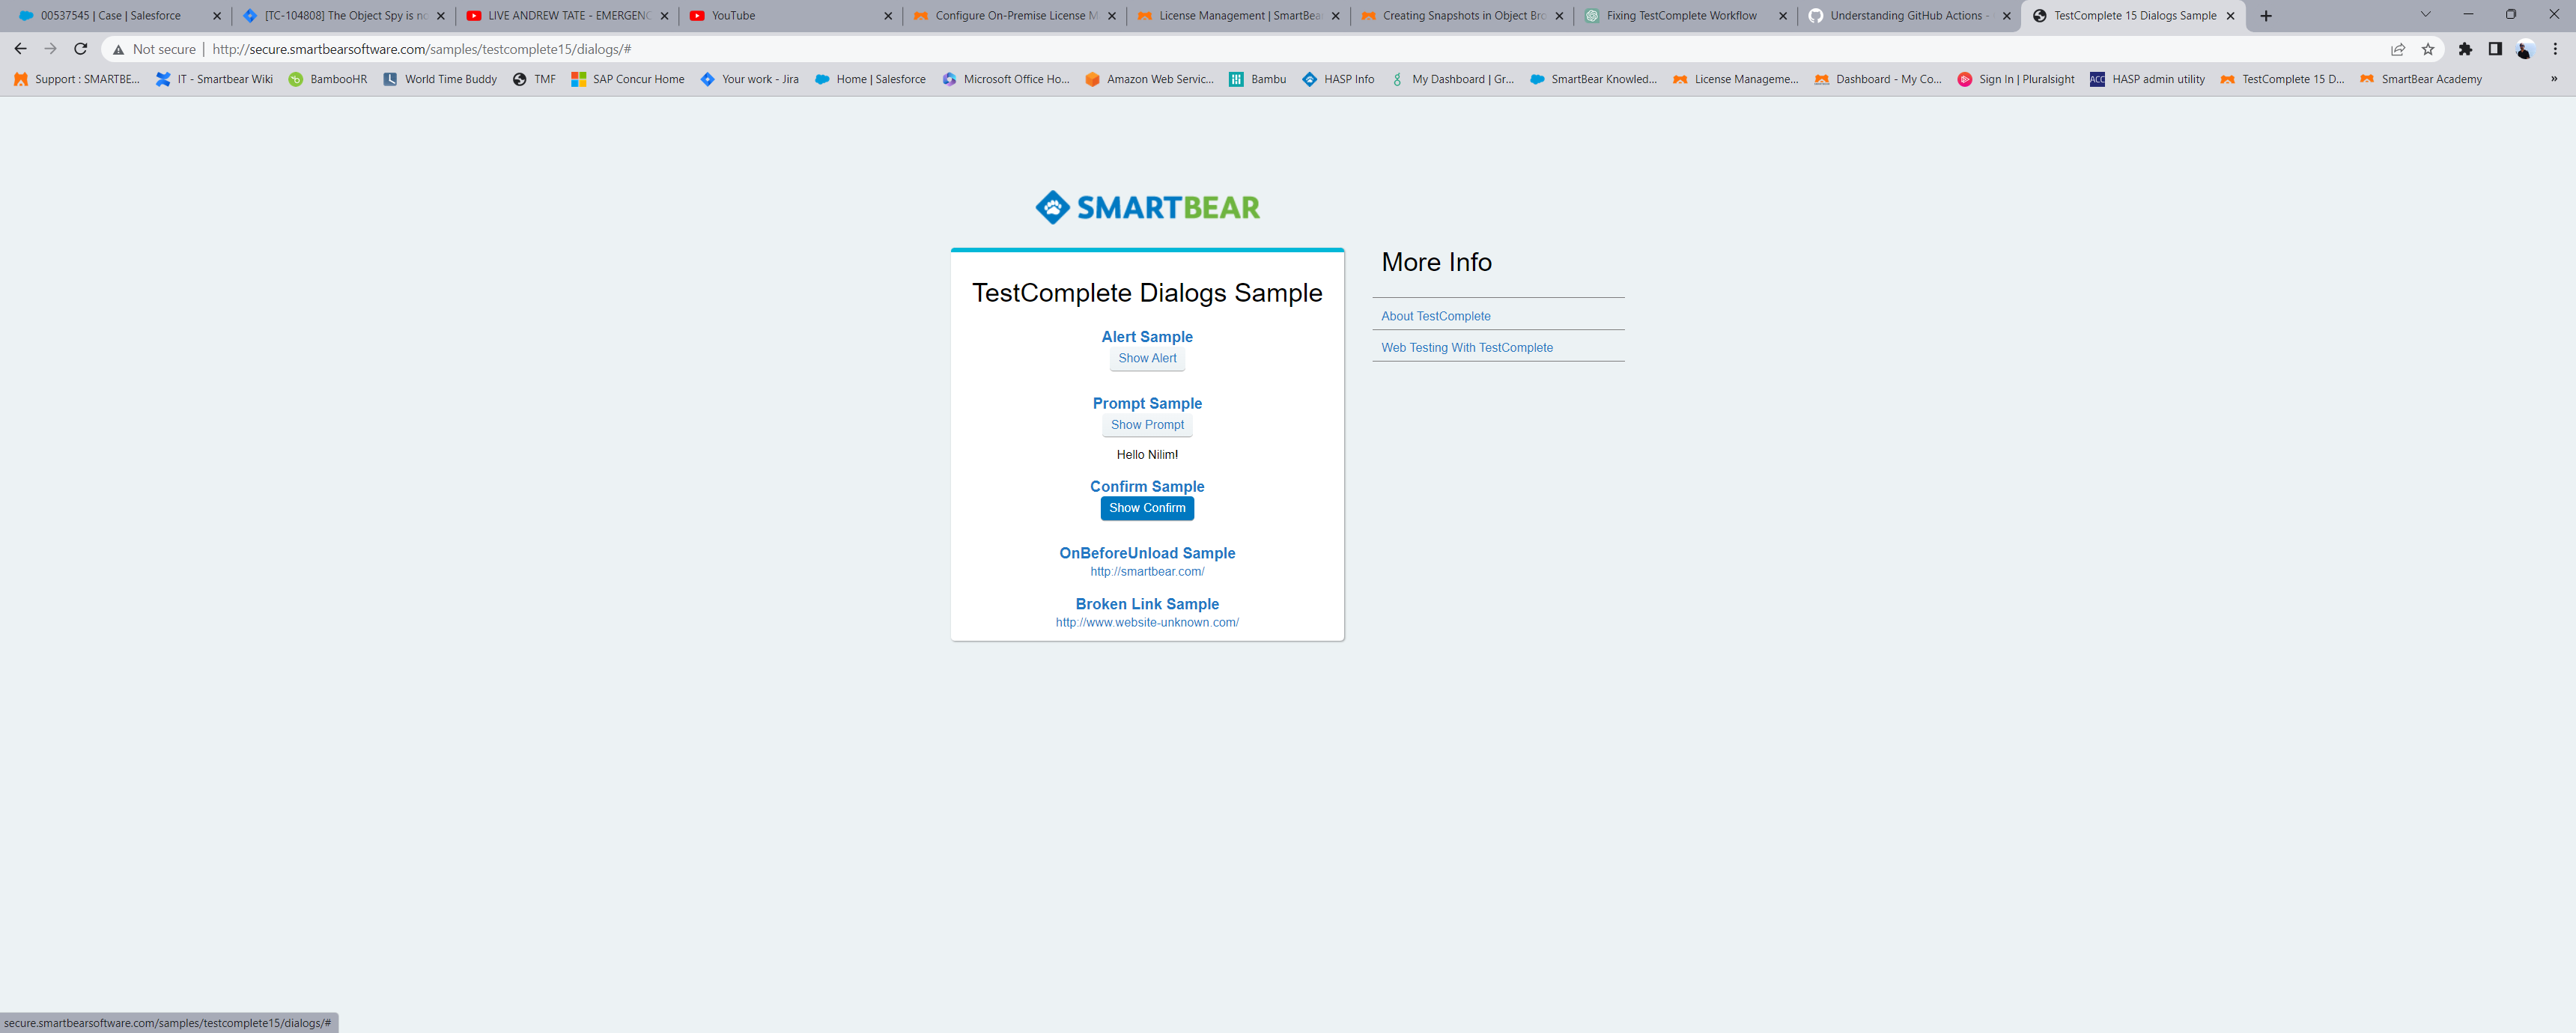 00537545 | Case | Salesforce
[TC-104808] The Object Spy is no
LIVE ANDREW TATE - EMERGENC
YouTube
Configure On-Premise License M
License Management | SmartBea
Creating Snapshots in Object Bro
Fixing TestComplete Workflow
Understanding GitHub Actions -
TestComplete 15 Dialogs Sample
Not secure | http://secure.smartbearsoftware.com/samples/testcomplete15/dialogs/#
Support : SMARTBE...
IT - Smartbear Wiki
BambooHR
World Time Buddy
TMF
SAP Concur Home
Your work - Jira
Home | Salesforce
Microsoft Office Ho...
Amazon Web Servic...
Bambu
HASP Info
My Dashboard | Gr...
SmartBear Knowled...
License Manageme...
Dashboard - My Co...
Sign In | Pluralsight
ACC
HASP admin utility
TestComplete 15 D...
SmartBear Academy
»
SMARTBEAR
TestComplete Dialogs Sample
Alert Sample
Show Alert
Prompt Sample
Show Prompt
Hello Nilim!
Confirm Sample
Show Confirm
OnBeforeUnload Sample
http://smartbear.com/
Broken Link Sample
http://www.website-unknown.com/
More Info
About TestComplete
Web Testing With TestComplete
secure.smartbearsoftware.com/samples/testcomplete15/dialogs/#